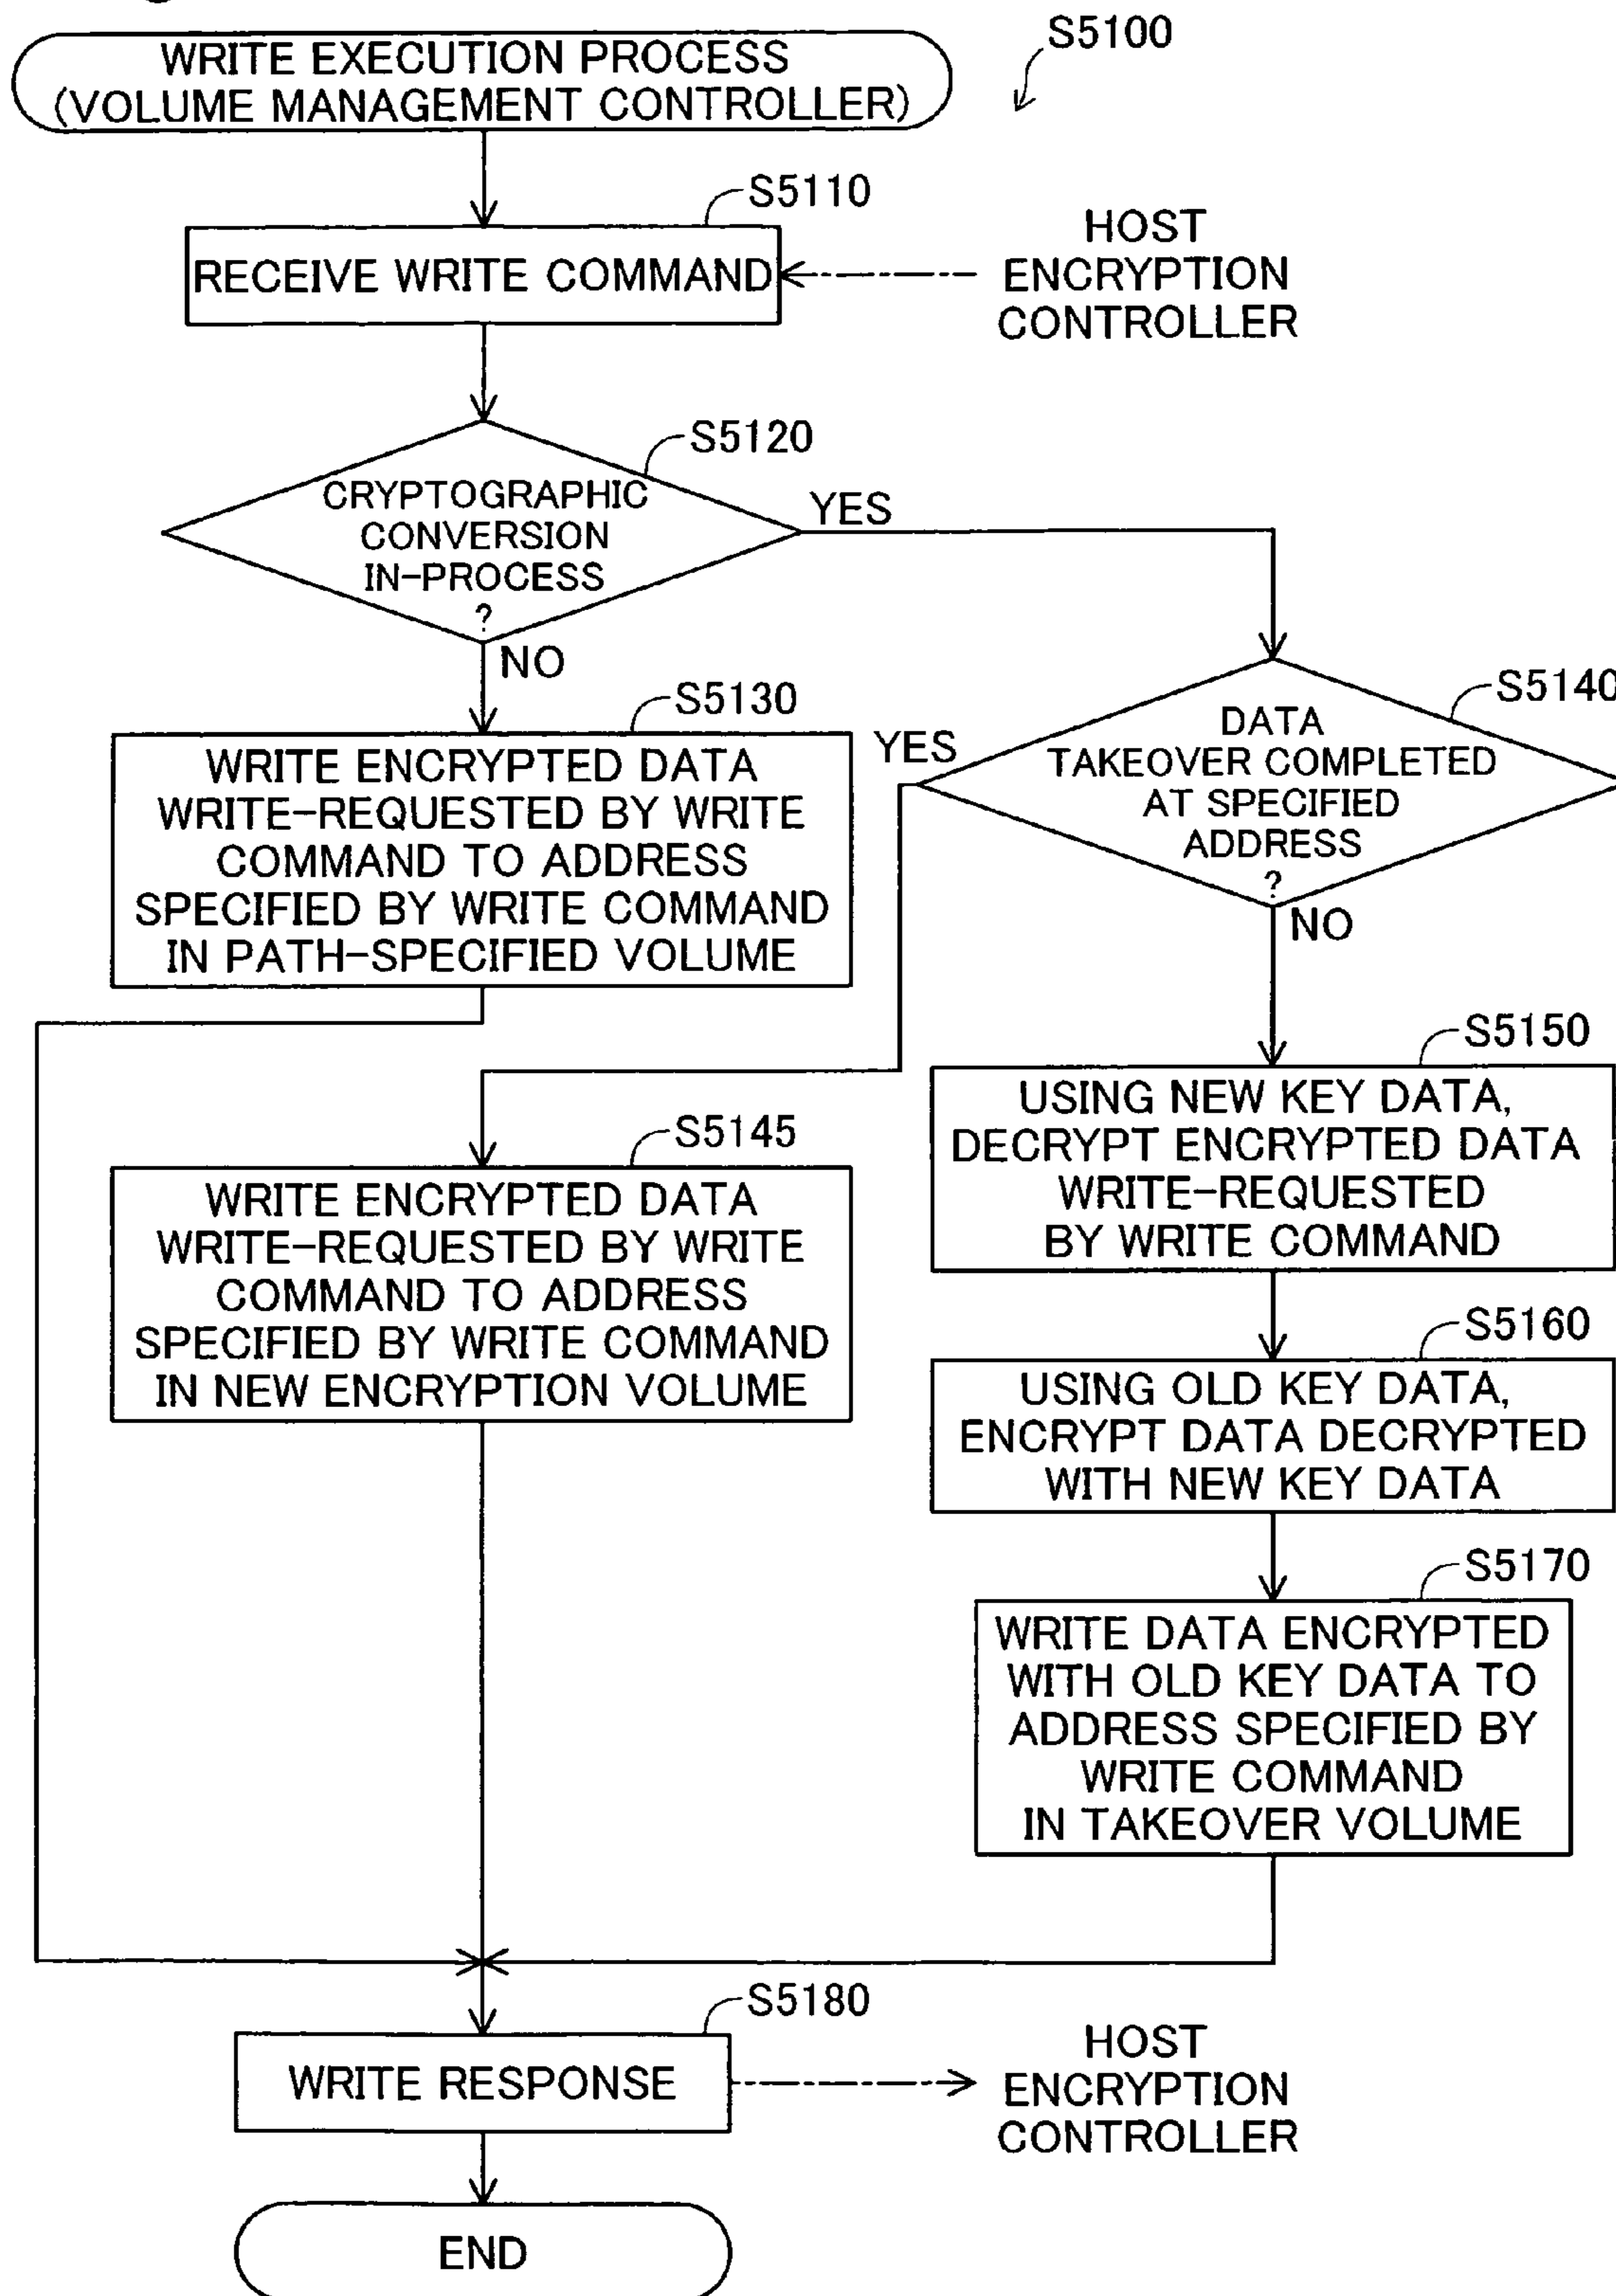 WRITE EXECUTION PROCESS
(VOLUME MANAGEMENT CONTROLLER)
S5100
S5110
RECEIVE WRITE COMMAND
HOST
ENCRYPTION
CONTROLLER
S5120
CRYPTOGRAPHIC
CONVERSION
IN-PROCESS
?
YES
NO
S5130
WRITE ENCRYPTED DATA
WRITE-REQUESTED BY WRITE
COMMAND TO ADDRESS
SPECIFIED BY WRITE COMMAND
IN PATH-SPECIFIED VOLUME
S5140
DATA
TAKEOVER COMPLETED
AT SPECIFIED
ADDRESS
?
YES
NO
S5145
WRITE ENCRYPTED DATA
WRITE-REQUESTED BY WRITE
COMMAND TO ADDRESS
SPECIFIED BY WRITE COMMAND
IN NEW ENCRYPTION VOLUME
S5150
USING NEW KEY DATA,
DECRYPT ENCRYPTED DATA
WRITE-REQUESTED
BY WRITE COMMAND
S5160
USING OLD KEY DATA,
ENCRYPT DATA DECRYPTED
WITH NEW KEY DATA
S5170
WRITE DATA ENCRYPTED
WITH OLD KEY DATA TO
ADDRESS SPECIFIED BY
WRITE COMMAND
IN TAKEOVER VOLUME
S5180
WRITE RESPONSE
HOST
ENCRYPTION
CONTROLLER
END